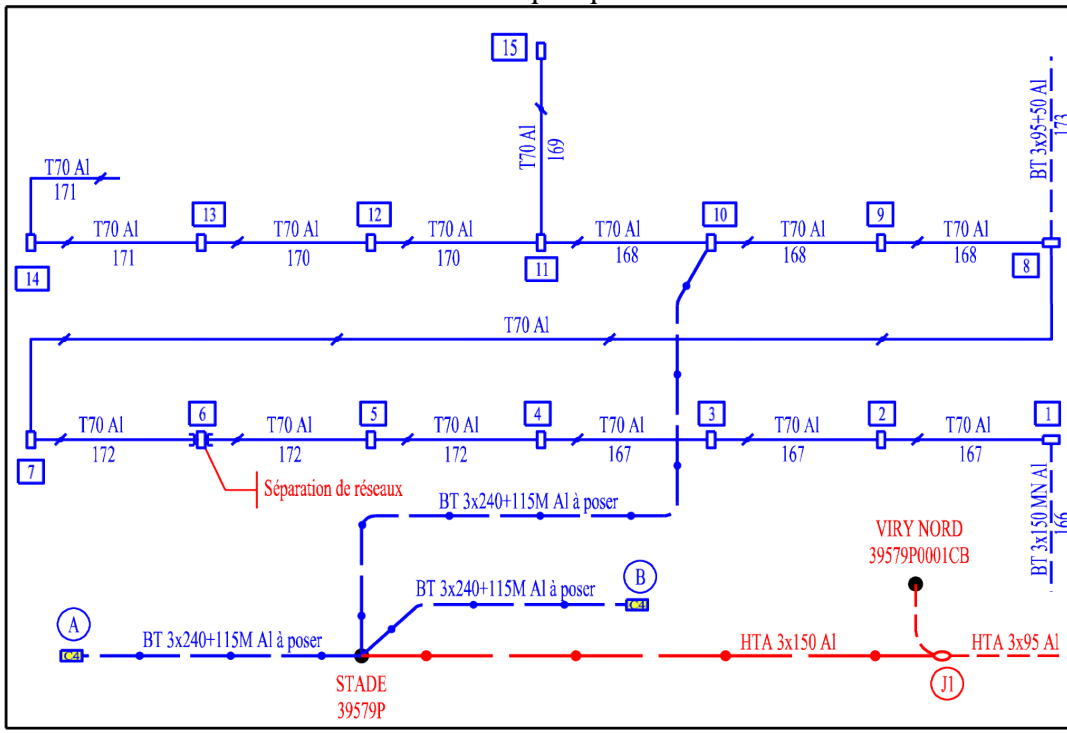 15
T70 Al
169
BT 3x95+50 Al
173
T70 Al
171
13
12
10
9
T70 Al
T70 Al
T70 Al
T70 Al
T70 Al
T70 Al
171
170
170
168
168
168
14
11
8
T70 Al
6
5
4
3
2
1
T70 Al
T70 Al
T70 Al
T70 Al
T70 Al
T70 Al
172
172
172
167
167
167
7
Séparation de réseaux
BT 3x150 MN Al
166
BT 3x240+115M Al à poser
VIRY NORD
39579P0001CB
BT 3x240+115M Al à poser
B
C4
A
BT 3x240+115M Al à poser
C4
HTA 3x150 Al
HTA 3x95 Al
STADE
39579P
J1